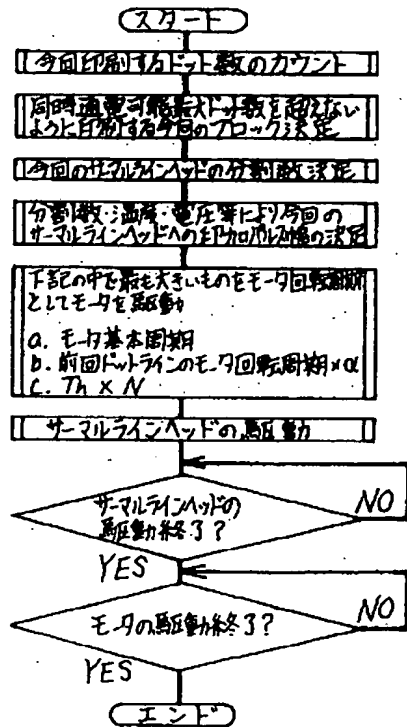 スタート
今回印刷するドット数のカウント
同時通電可能最大ドット数を超えない
ように印刷する今回のブロック決定
今回のサーマルラインヘッドの分割数決定
分割数・温度・電圧等により今回の
サーマルラインヘッドへの印加パルス幅の決定
下記の中で最も大きいものをモータ回転周期
としてモータを駆動
a. モータ基本周期
b. 前回ドットラインのモータ回転周期×α
c. Th × N
サーマルラインヘッドの駆動
サーマルラインヘッドの
駆動終了?
NO
YES
モータの駆動終了?
NO
YES
エンド